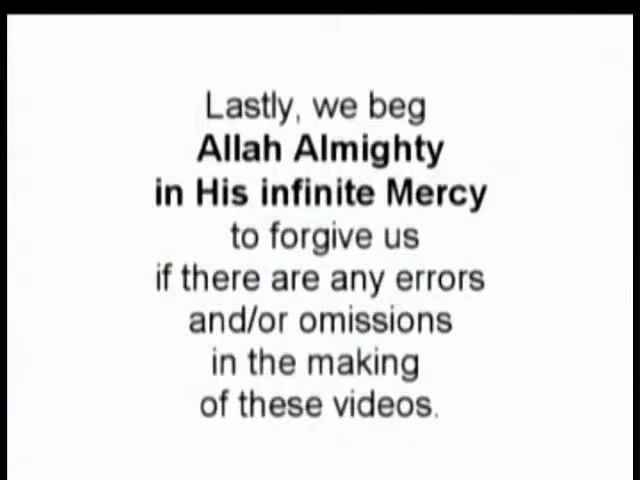 Lastly, we beg
Allah Almighty
in His infinite Mercy
to forgive us
if there are any errors
and/or omissions
in the making
of these videos.